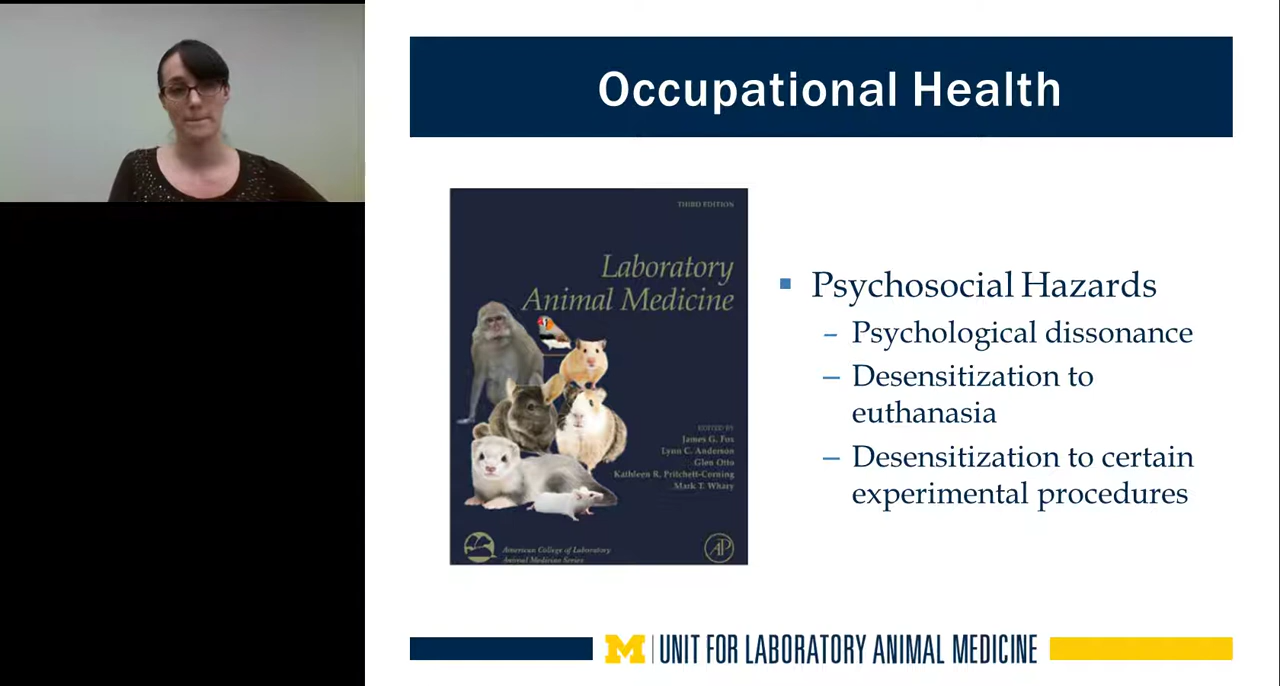 Occupational Health
THIRD EDITION
Laboratory
Animal Medicine
EDITED BY
James G. Fox
Lynn C. Anderson
Glen Otto
Kathleen R. Pritchett-Corning
Mark T. Whary
American College of Laboratory
Animal Medicine Series
AP
Psychosocial Hazards
– Psychological dissonance
– Desensitization to
euthanasia
– Desensitization to certain
experimental procedures
M UNIT FOR LABORATORY ANIMAL MEDICINE